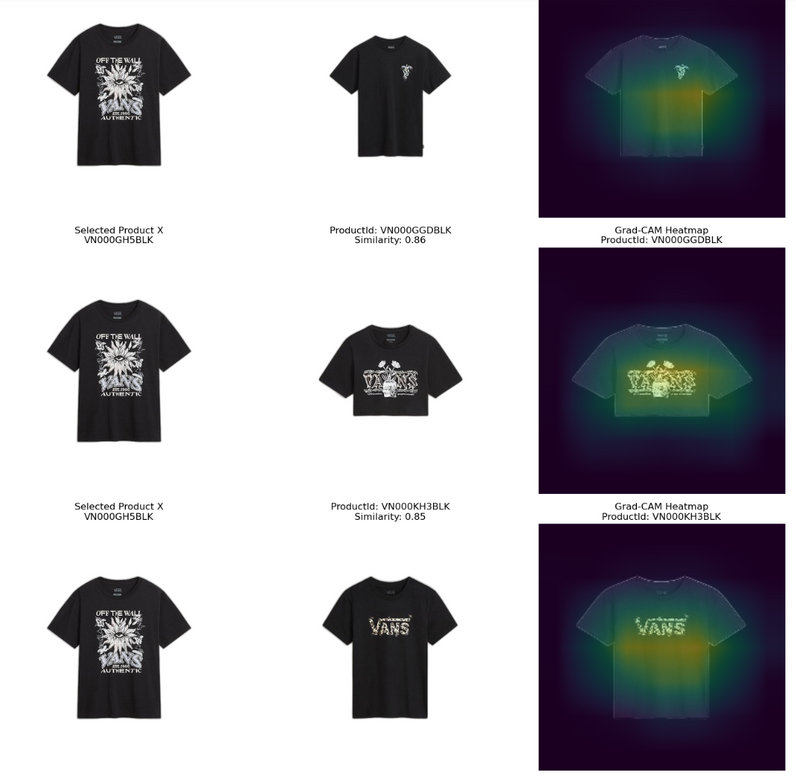 OFF THE WALL
VANS
AUTHENTIC
Selected Product X
VN000GH5BLK
ProductId: VN000GGDBLK
Similarity: 0.86
Grad-CAM Heatmap
ProductId: VN000GGDBLK
OFF THE WALL
VANS
AUTHENTIC
VANS
VANS
Selected Product X
VN000GH5BLK
ProductId: VN000KH3BLK
Similarity: 0.85
Grad-CAM Heatmap
ProductId: VN000KH3BLK
OFF THE WALL
VANS
AUTHENTIC
VANS
VANS